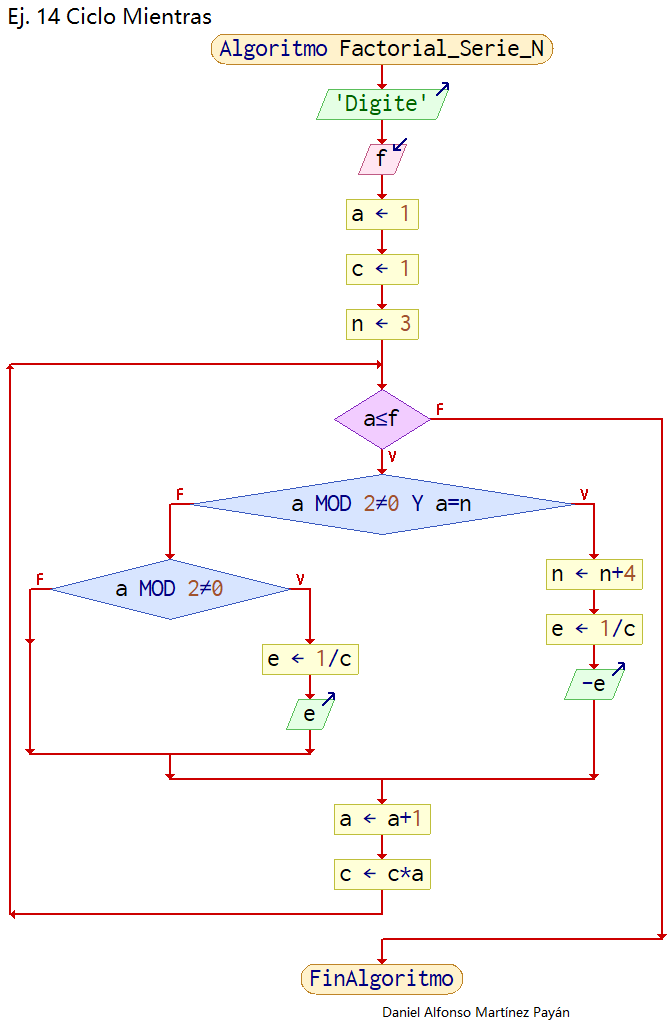 Ej. 14 Ciclo Mientras
Algoritmo Factorial_Serie_N
'Digite'
f
a ← 1
c ← 1
n ← 3
a≤f
F
V
a MOD 2≠0 Y a=n
F
V
a MOD 2≠0
F
V
e ← 1/c
e
n ← n+4
e ← 1/c
-e
a ← a+1
c ← c*a
FinAlgoritmo
Daniel Alfonso Martínez Payán